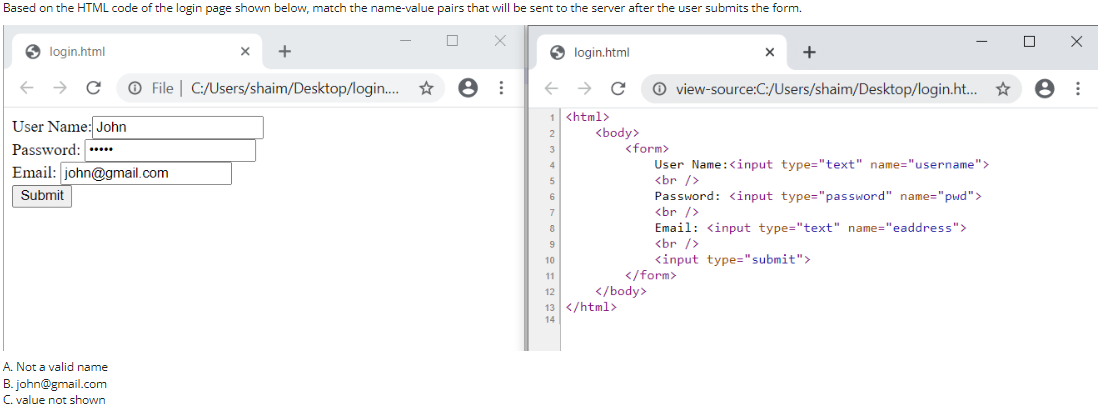 Based on the HTML code of the login page shown below, match the name-value pairs that will be sent to the server after the user submits the form.
login.html
File | C:/Users/shaim/Desktop/login....
User Name: John
Password: •••••
Email: john@gmail.com
Submit
login.html
view-source:C:/Users/shaim/Desktop/login.ht...
1 <html>
2 <body>
3 <form>
4 User Name:<input type="text" name="username">
5 <br />
6 Password: <input type="password" name="pwd">
7 <br />
8 Email: <input type="text" name="eaddress">
9 <br />
10 <input type="submit">
11 </form>
12 </body>
13 </html>
14
A. Not a valid name
B. john@gmail.com
C. value not shown